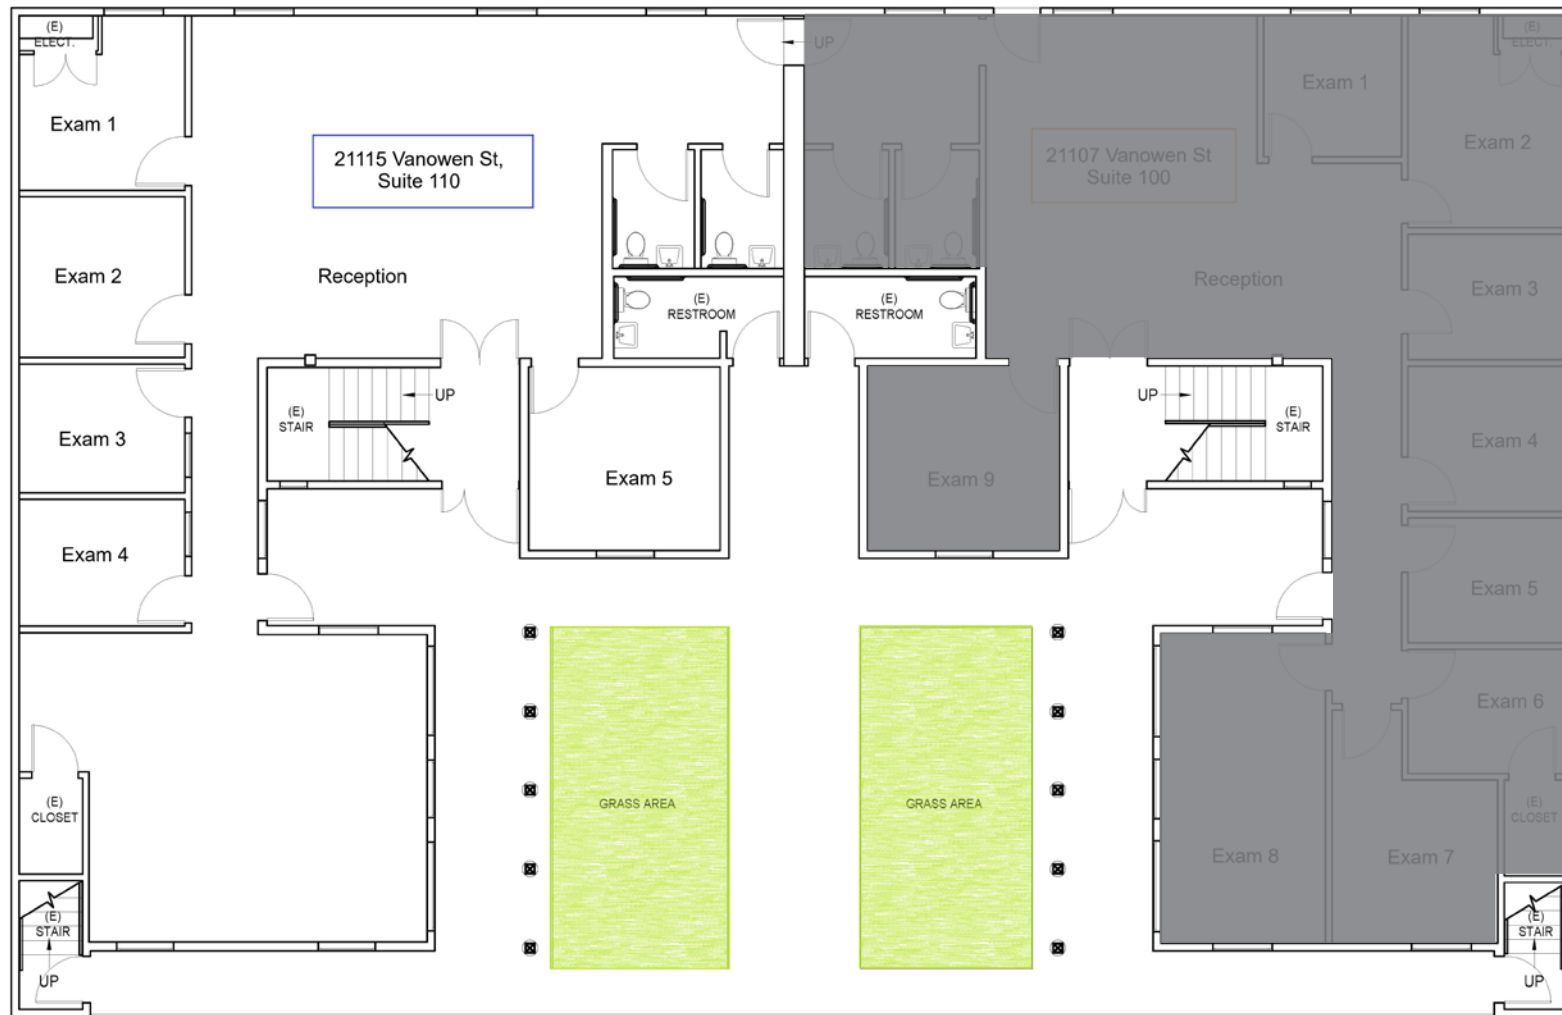 (E)
ELECT.
Exam 1
21115 Vanowen St,
Suite 110
UP
21107 Vanowen St
Suite 100
Exam 1
(E)
ELECT.
Exam 2
Exam 2
Reception
(E)
RESTROOM
(E)
RESTROOM
Reception
Exam 3
(E)
STAIR
UP
UP
(E)
STAIR
Exam 3
Exam 4
Exam 5
Exam 9
Exam 4
Exam 5
Exam 6
(E)
CLOSET
GRASS AREA
GRASS AREA
(E)
CLOSET
Exam 8
Exam 7
(E)
STAIR
UP
(E)
STAIR
UP